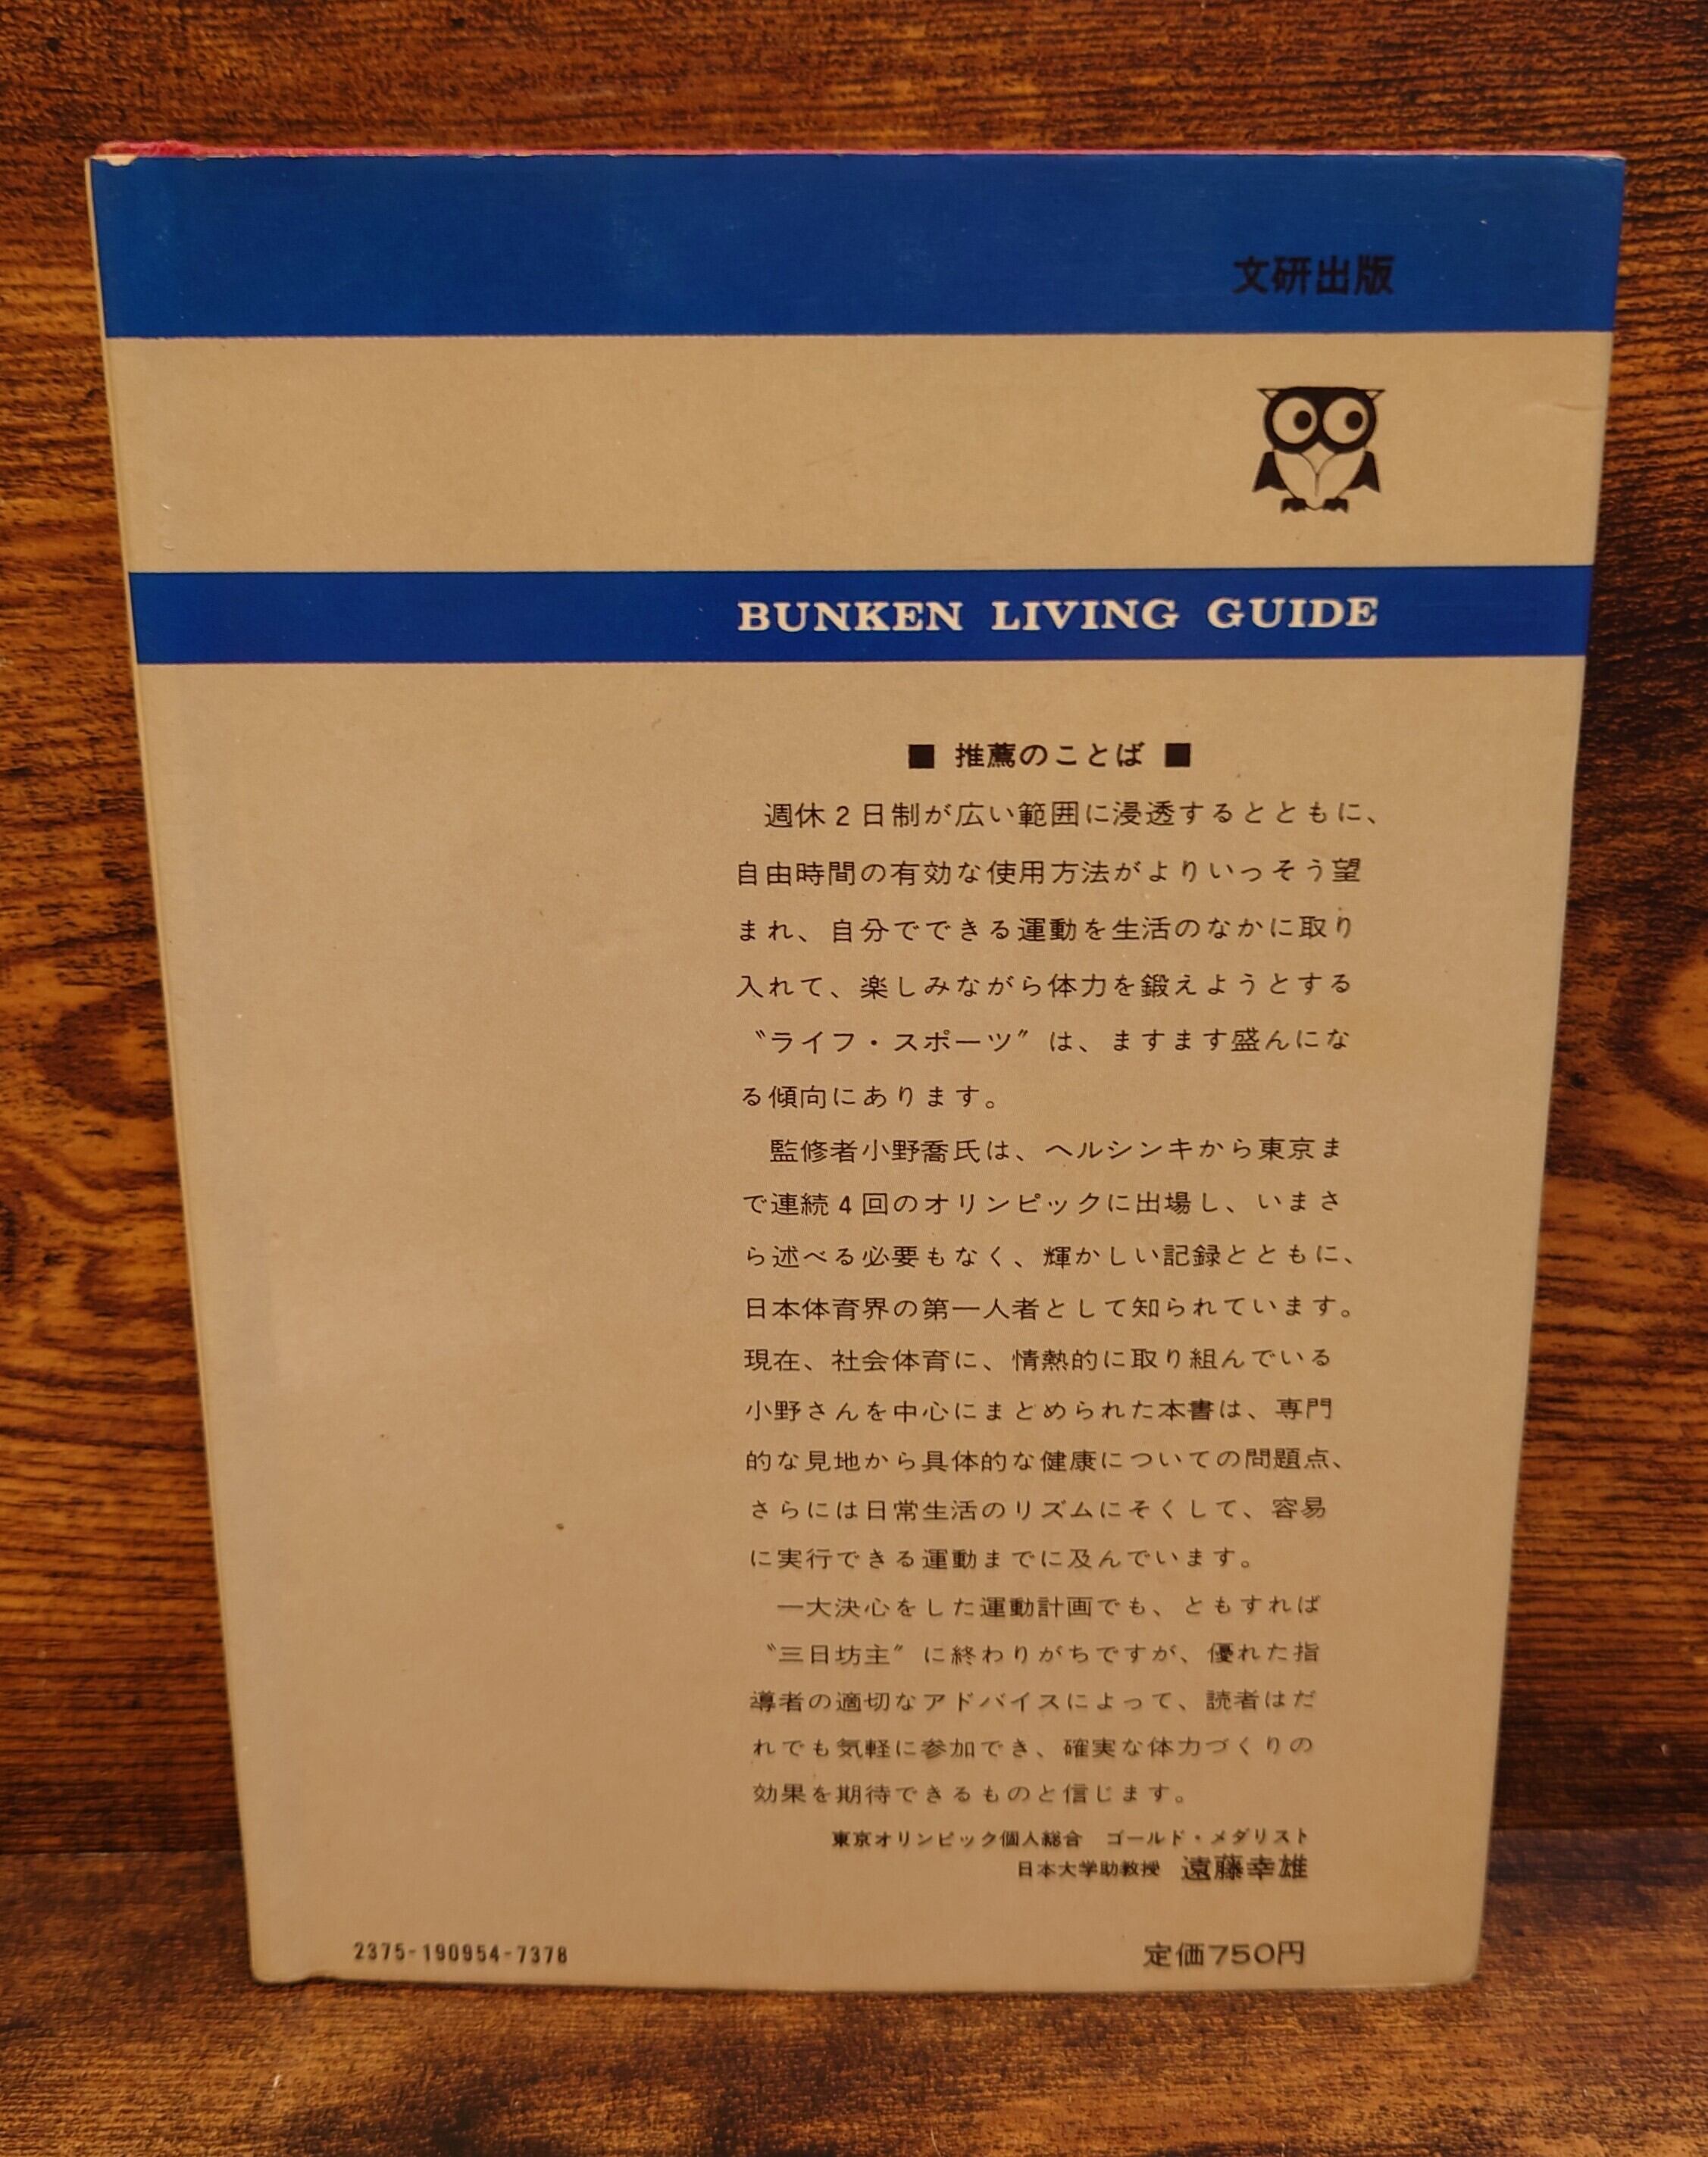 文研出版
BUNKEN LIVING GUIDE
■ 推薦のことば ■
週休2日制が広い範囲に浸透するとともに、
自由時間の有効な使用方法がよりいっそう望
まれ、自分でできる運動を生活のなかに取り
入れて、楽しみながら体力を鍛えようとする
〝ライフ・スポーツ〞は、ますます盛んにな
る傾向にあります。
監修者小野喬氏は、ヘルシンキから東京ま
で連続4回のオリンピックに出場し、いまさ
ら述べる必要もなく、輝かしい記録とともに、
日本体育界の第一人者として知られています。
現在、社会体育に、情熱的に取り組んでいる
小野さんを中心にまとめられた本書は、専門
的な見地から具体的な健康についての問題点、
さらには日常生活のリズムにそくして、容易
に実行できる運動までに及んでいます。
一大決心をした運動計画でも、ともすれば
〝三日坊主〞に終わりがちですが、優れた指
導者の適切なアドバイスによって、読者はだ
れでも気軽に参加でき、確実な体力づくりの
効果を期待できるものと信じます。
東京オリンピック個人総合 ゴールド・メダリスト
日本大学助教授 遠藤幸雄
2375-190954-7378
定価750円